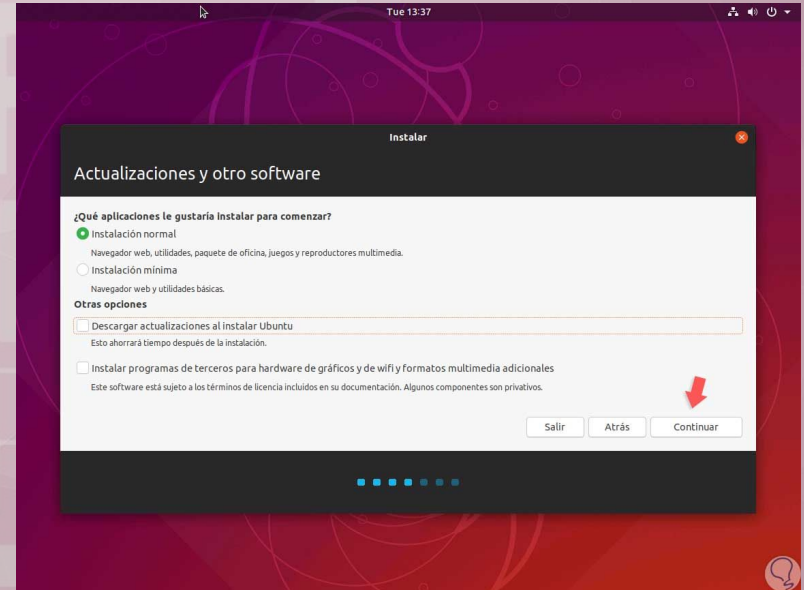 Tue 13:37
Instalar
Actualizaciones y otro software
¿Qué aplicaciones le gustaría instalar para comenzar?
Instalación normal
Navegador web, utilidades, paquete de oficina, juegos y reproductores multimedia.
Instalación mínima
Navegador web y utilidades básicas.
Otras opciones
Descargar actualizaciones al instalar Ubuntu
Esto ahorrará tiempo después de la instalación.
Instalar programas de terceros para hardware de gráficos y de wifi y formatos multimedia adicionales
Este software está sujeto a los términos de licencia incluidos en su documentación. Algunos componentes son privativos.
Salir Atrás Continuar